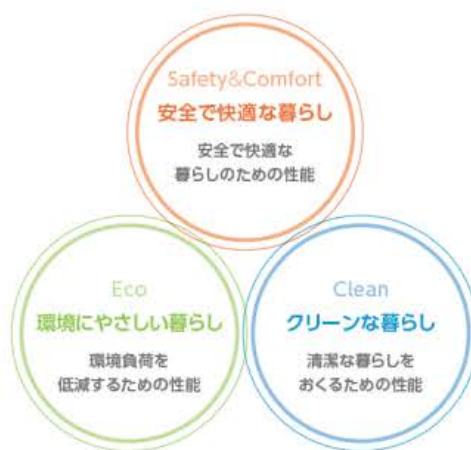 Safety&Comfort
安全で快適な暮らし
安全で快適な
暮らしのための性能
Eco
環境にやさしい暮らし
環境負荷を
低減するための性能
Clean
クリーンな暮らし
清潔な暮らしを
おくるための性能